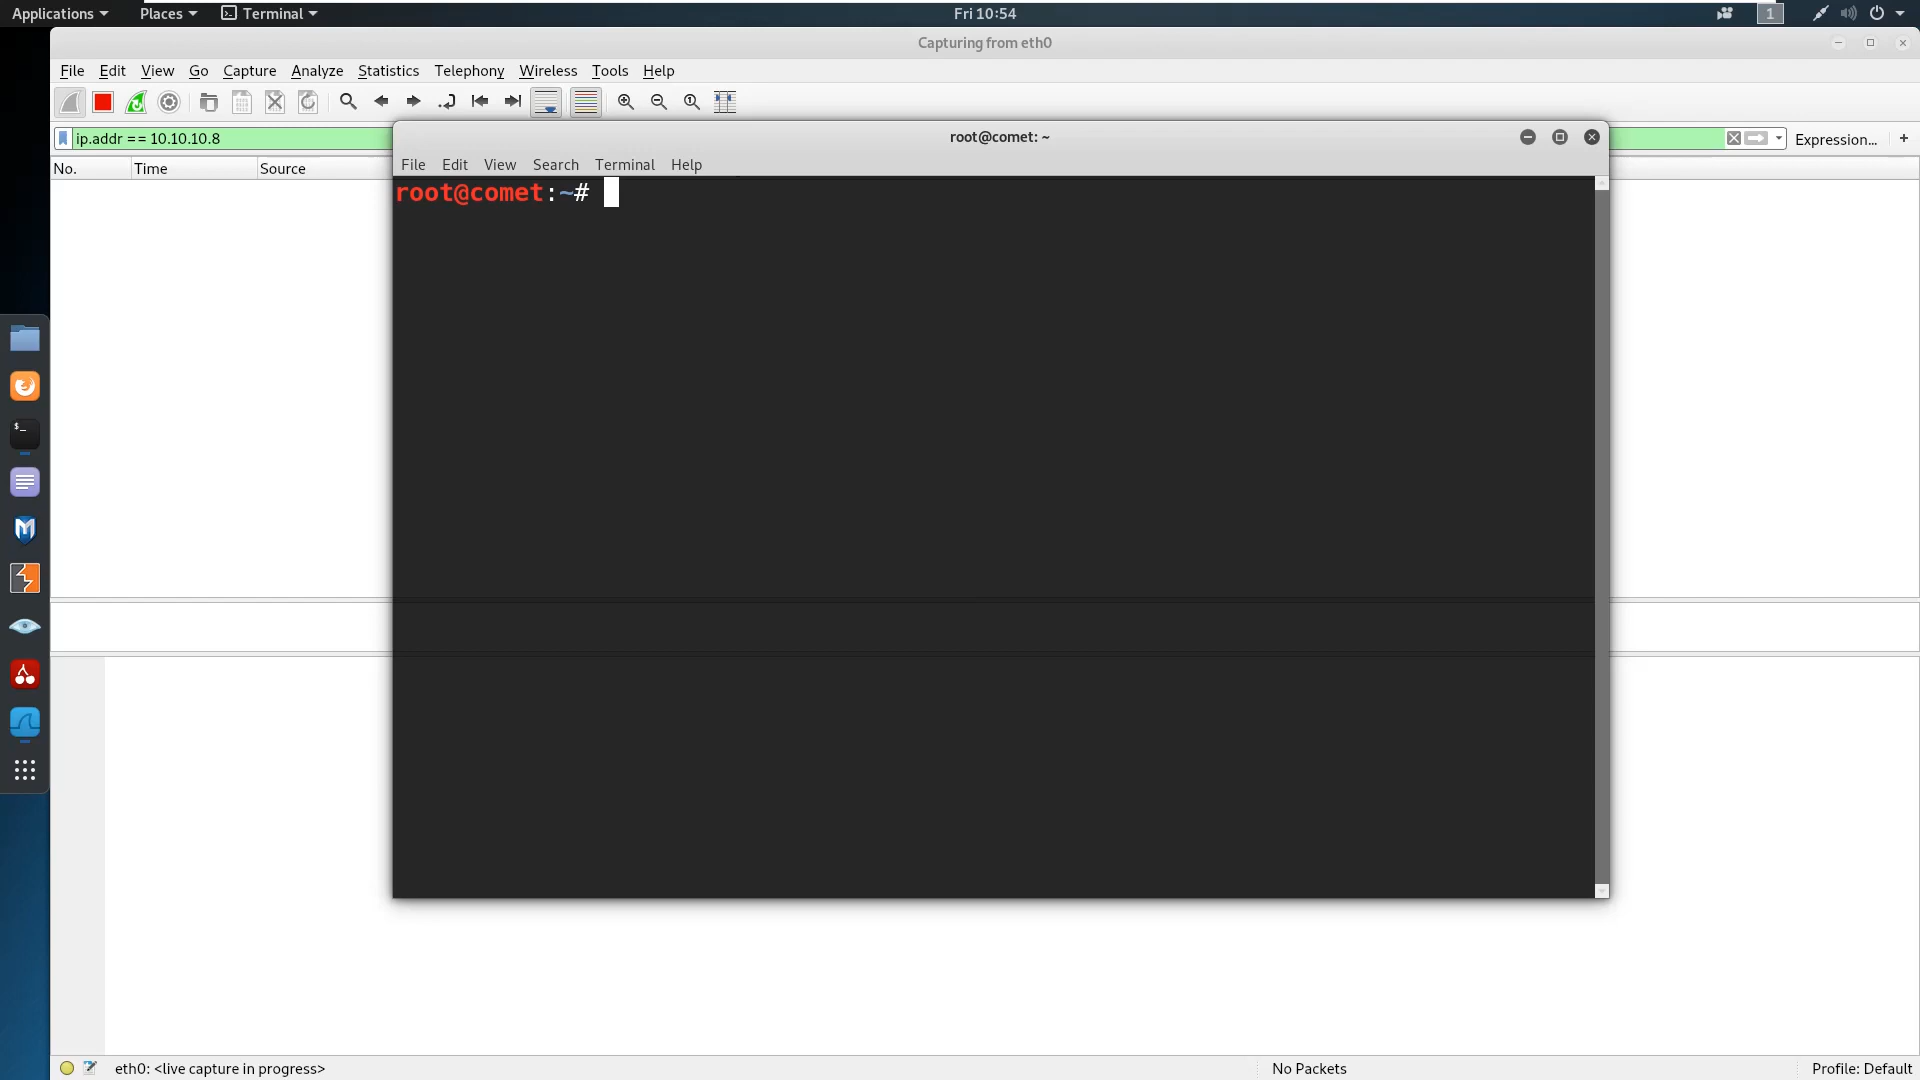 Applications
Places
Terminal
Fri 10:54
1
Capturing from eth0
File Edit View Go Capture Analyze Statistics Telephony Wireless Tools Help
ip.addr == 10.10.10.8
Expression...
+
No. Time Source
root@comet: ~
File Edit View Search Terminal Help
root@comet:~#
eth0: <live capture in progress>
No Packets
Profile: Default